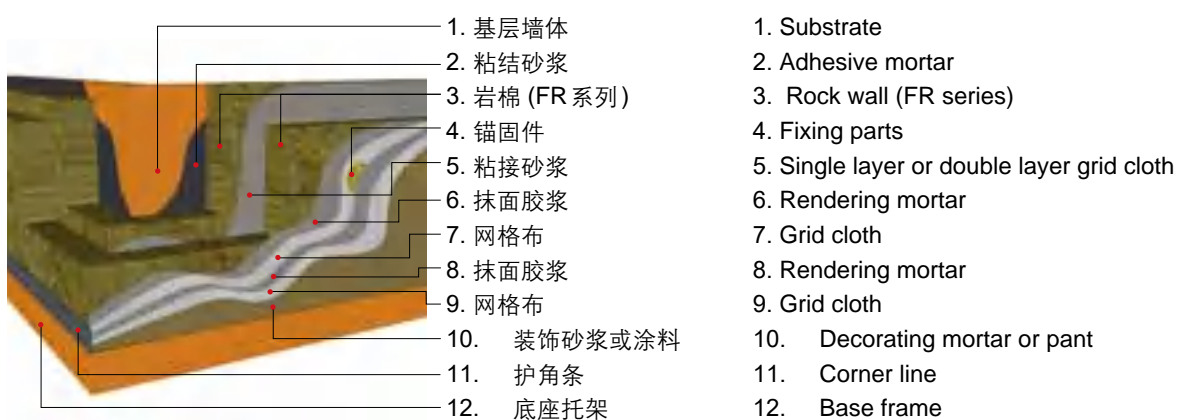 1. 基层墙体
2. 粘结砂浆
3. 岩棉 (FR 系列)
4. 锚固件
5. 粘接砂浆
6. 抹面胶浆
7. 网格布
8. 抹面胶浆
9. 网格布
10. 装饰砂浆或涂料
11. 护角条
12. 底座托架
1. Substrate
2. Adhesive mortar
3. Rock wall (FR series)
4. Fixing parts
5. Single layer or double layer grid cloth
6. Rendering mortar
7. Grid cloth
8. Rendering mortar
9. Grid cloth
10. Decorating mortar or pant
11. Corner line
12. Base frame